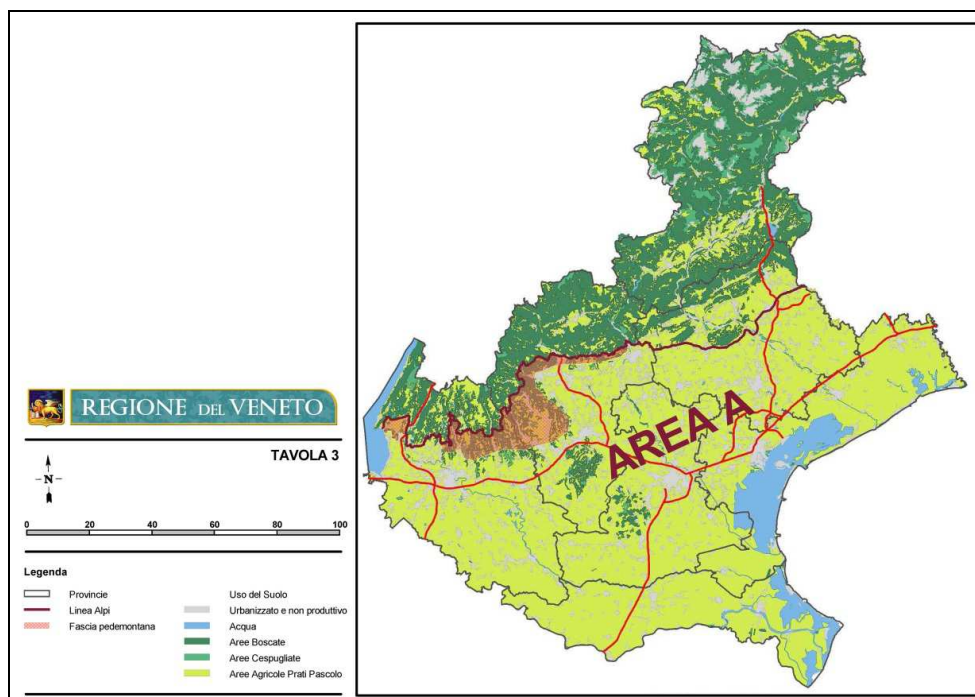 REGIONE DEL VENETO
TAVOLA 3
N
0 20 40 60 80 100
Legenda
Provincie
Linea Alpi
Fascia pedemontana
Uso del Suolo
Urbanizzato e non produttivo
Acqua
Aree Boscate
Aree Cespugliate
Aree Agricole Prati Pascolo
AREA A